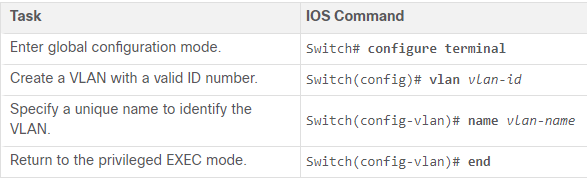 Task IOS Command
Enter global configuration mode. Switch# configure terminal
Create a VLAN with a valid ID number. Switch(config)# vlan vlan-id
Specify a unique name to identify the
VLAN. Switch(config-vlan)# name vlan-name
Return to the privileged EXEC mode. Switch(config-vlan)# end